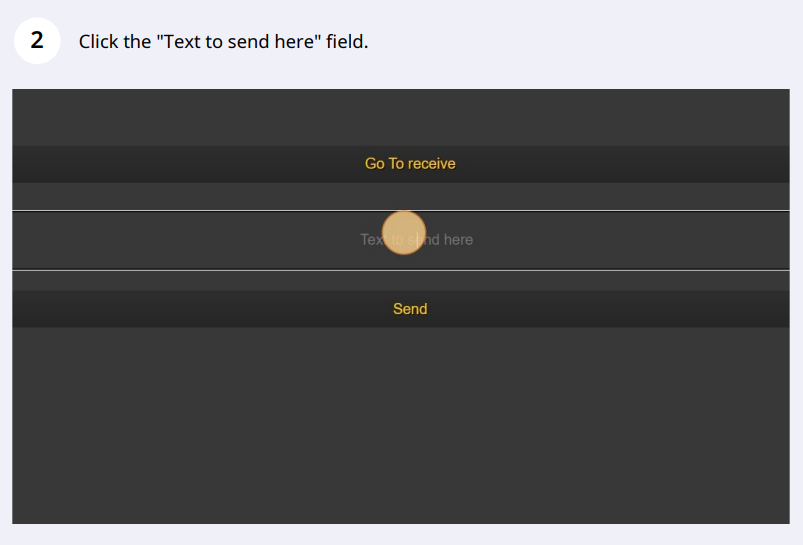 2
Click the "Text to send here" field.
Go To receive
Text to send here
Send